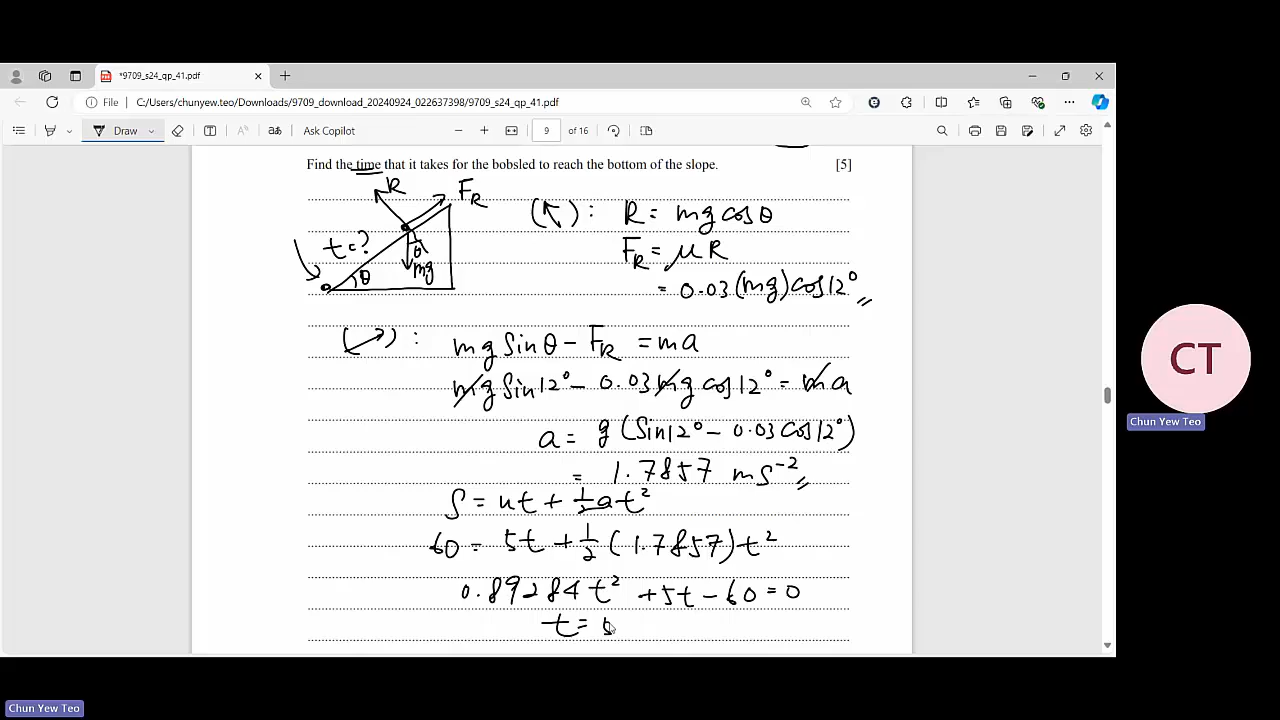 *9709_s24_qp_41.pdf
File C:/Users/chunyew.teo/Downloads/9709_download_20240524_022637398/9709_s24_qp_41.pdf
Draw aあ Ask Copilot 9 of 16
Find the time that it takes for the bobsled to reach the bottom of the slope. [5]
R
F_R
t=?
θ
θ
mg
(↖): R = mg cos θ
F_R = μR
= 0.03 (mg) cos 12°
(↙): mg sin θ - F_R = ma
mg sin 12° - 0.03 mg cos 12° = ma
a = g (sin 12° - 0.03 cos 12°)
= 1.7857 ms⁻²
S = ut + ½at²
60 = 5t + ½ (1.7857) t²
0.89284 t² + 5t - 60 = 0
t =
CT
Chun Yew Teo
Chun Yew Teo